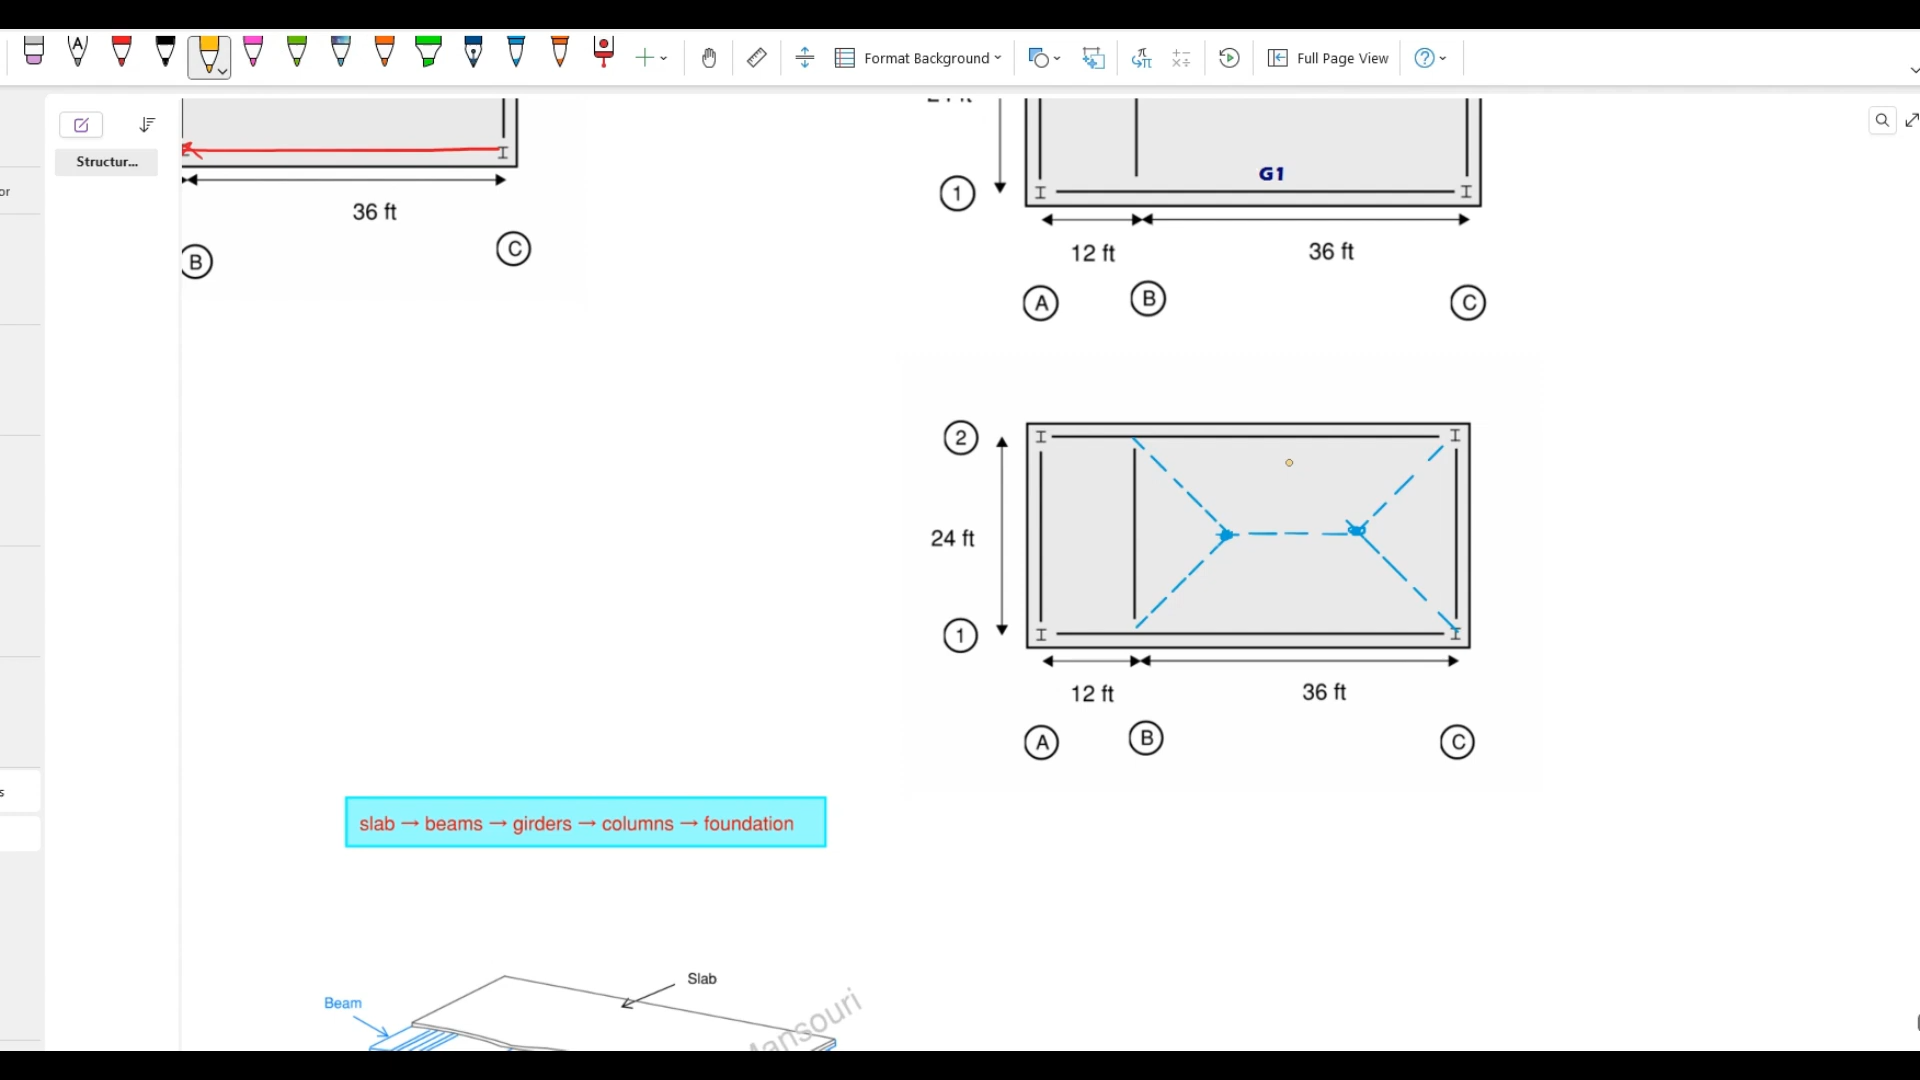 A
Format Background
Full Page View
Structur...
or
s
36 ft
B
C
1
G1
12 ft
36 ft
A
B
C
2
24 ft
1
12 ft
36 ft
A
B
C
slab → beams → girders → columns → foundation
Slab
Beam